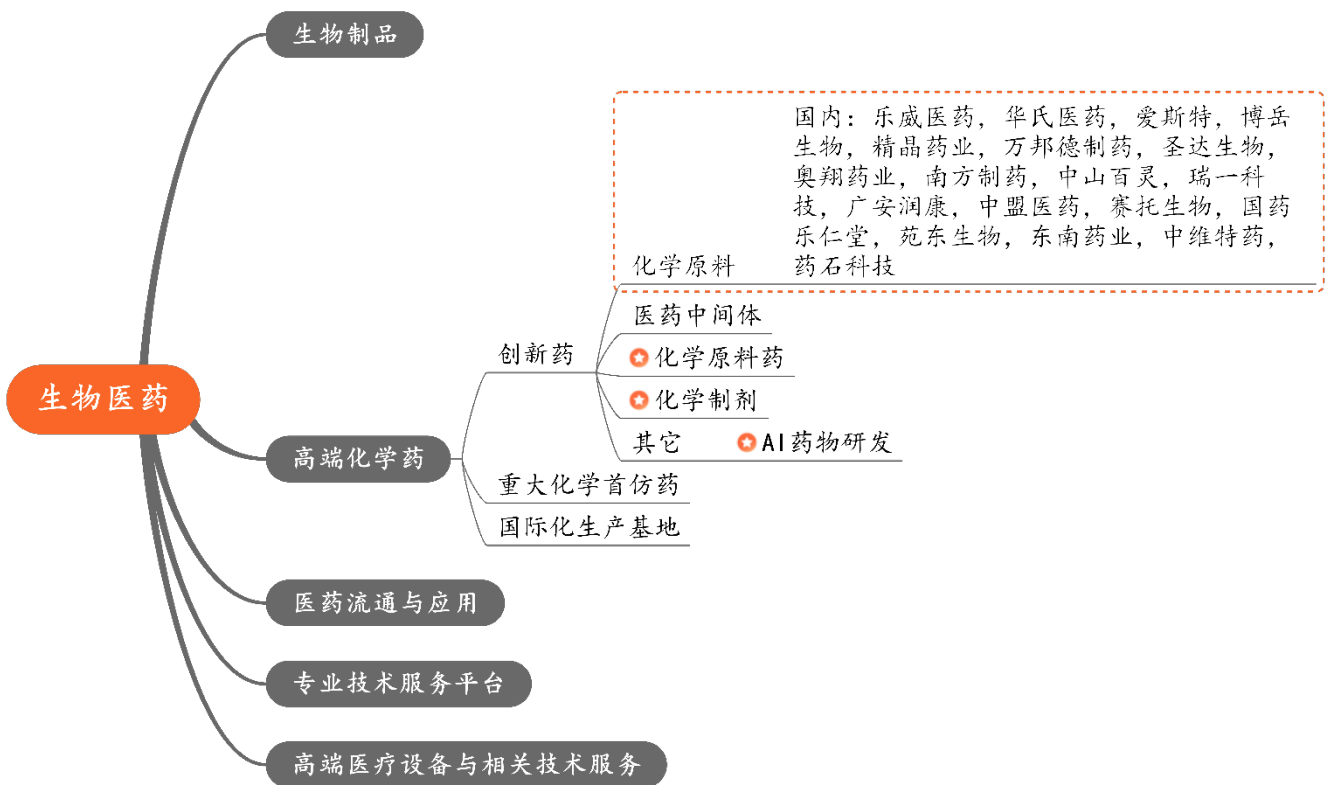 生物制品
国内：乐威医药，华氏医药，爱斯特，博岳
生物，精晶药业，万邦德制药，圣达生物，
奥翔药业，南方制药，中山百灵，瑞一科
技，广安润康，中盟医药，赛托生物，国药
乐仁堂，苑东生物，东南药业，中维特药，
药石科技
化学原料
医药中间体
创新药
化学原料药
生物医药
化学制剂
其它
AI药物研发
高端化学药
重大化学首仿药
国际化生产基地
医药流通与应用
专业技术服务平台
高端医疗设备与相关技术服务